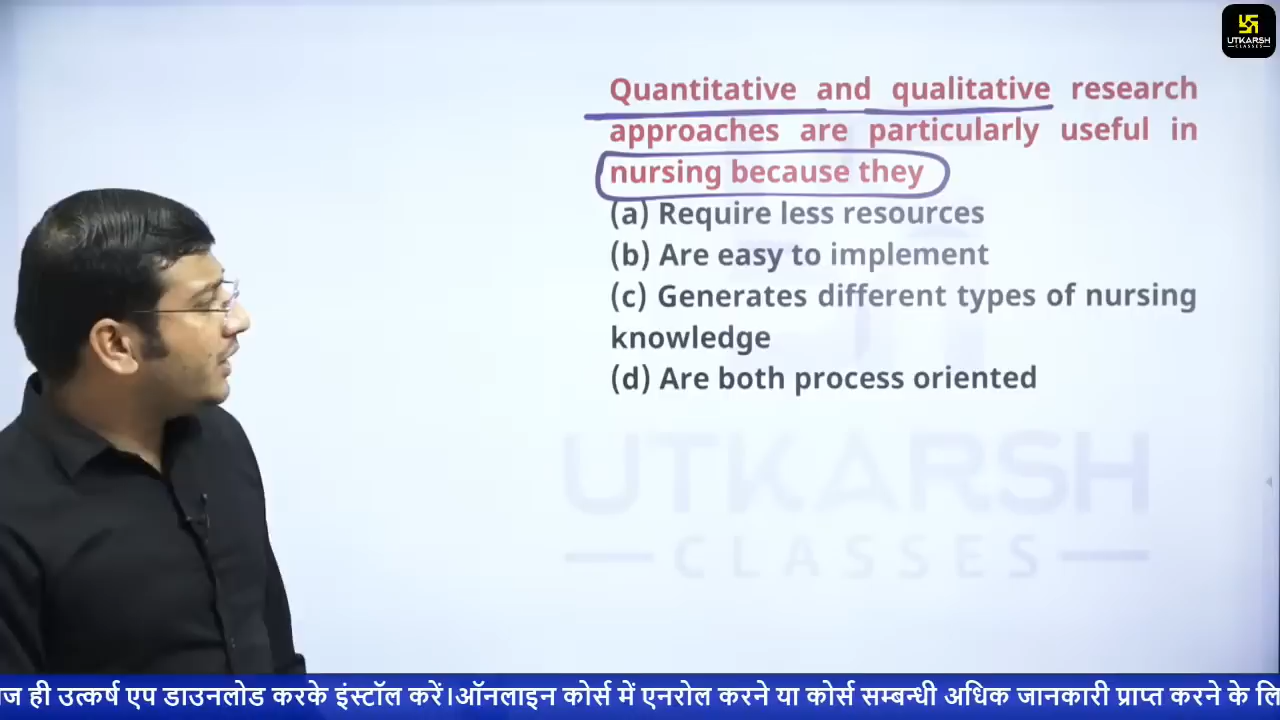 UTKARSH
CLASSES
Quantitative and qualitative research
approaches are particularly useful in
nursing because they
(a) Require less resources
(b) Are easy to implement
(c) Generates different types of nursing
knowledge
(d) Are both process oriented
UTKARSH
CLASSES
ही उत्कर्ष एप डाउनलोड करके इंस्टॉल करें।ऑनलाइन कोर्स में एनरोल करने या कोर्स सम्बन्धी अधिक जानकारी प्राप्त करने के